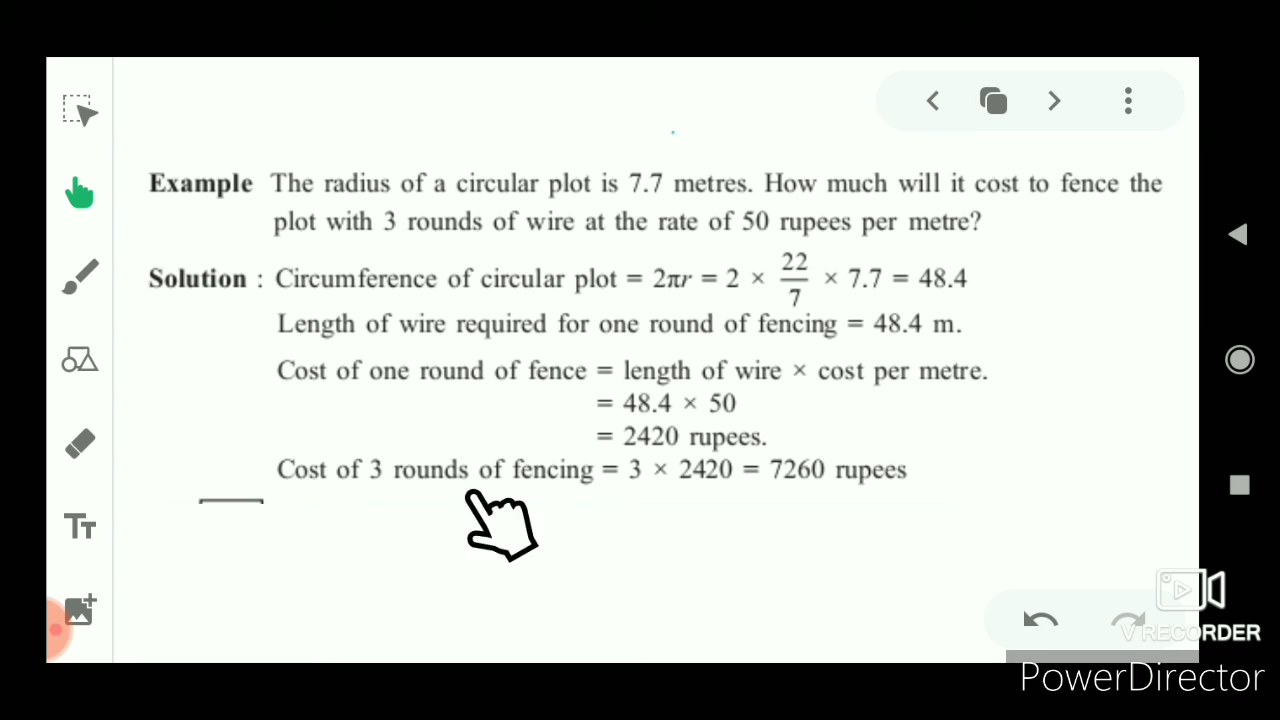 Example The radius of a circular plot is 7.7 metres. How much will it cost to fence the
plot with 3 rounds of wire at the rate of 50 rupees per metre?
Solution : Circumference of circular plot = 2πr = 2 × 22/7 × 7.7 = 48.4
Length of wire required for one round of fencing = 48.4 m.
Cost of one round of fence = length of wire × cost per metre.
= 48.4 × 50
= 2420 rupees.
Cost of 3 rounds of fencing = 3 × 2420 = 7260 rupees
TT
V RECORDER
PowerDirector